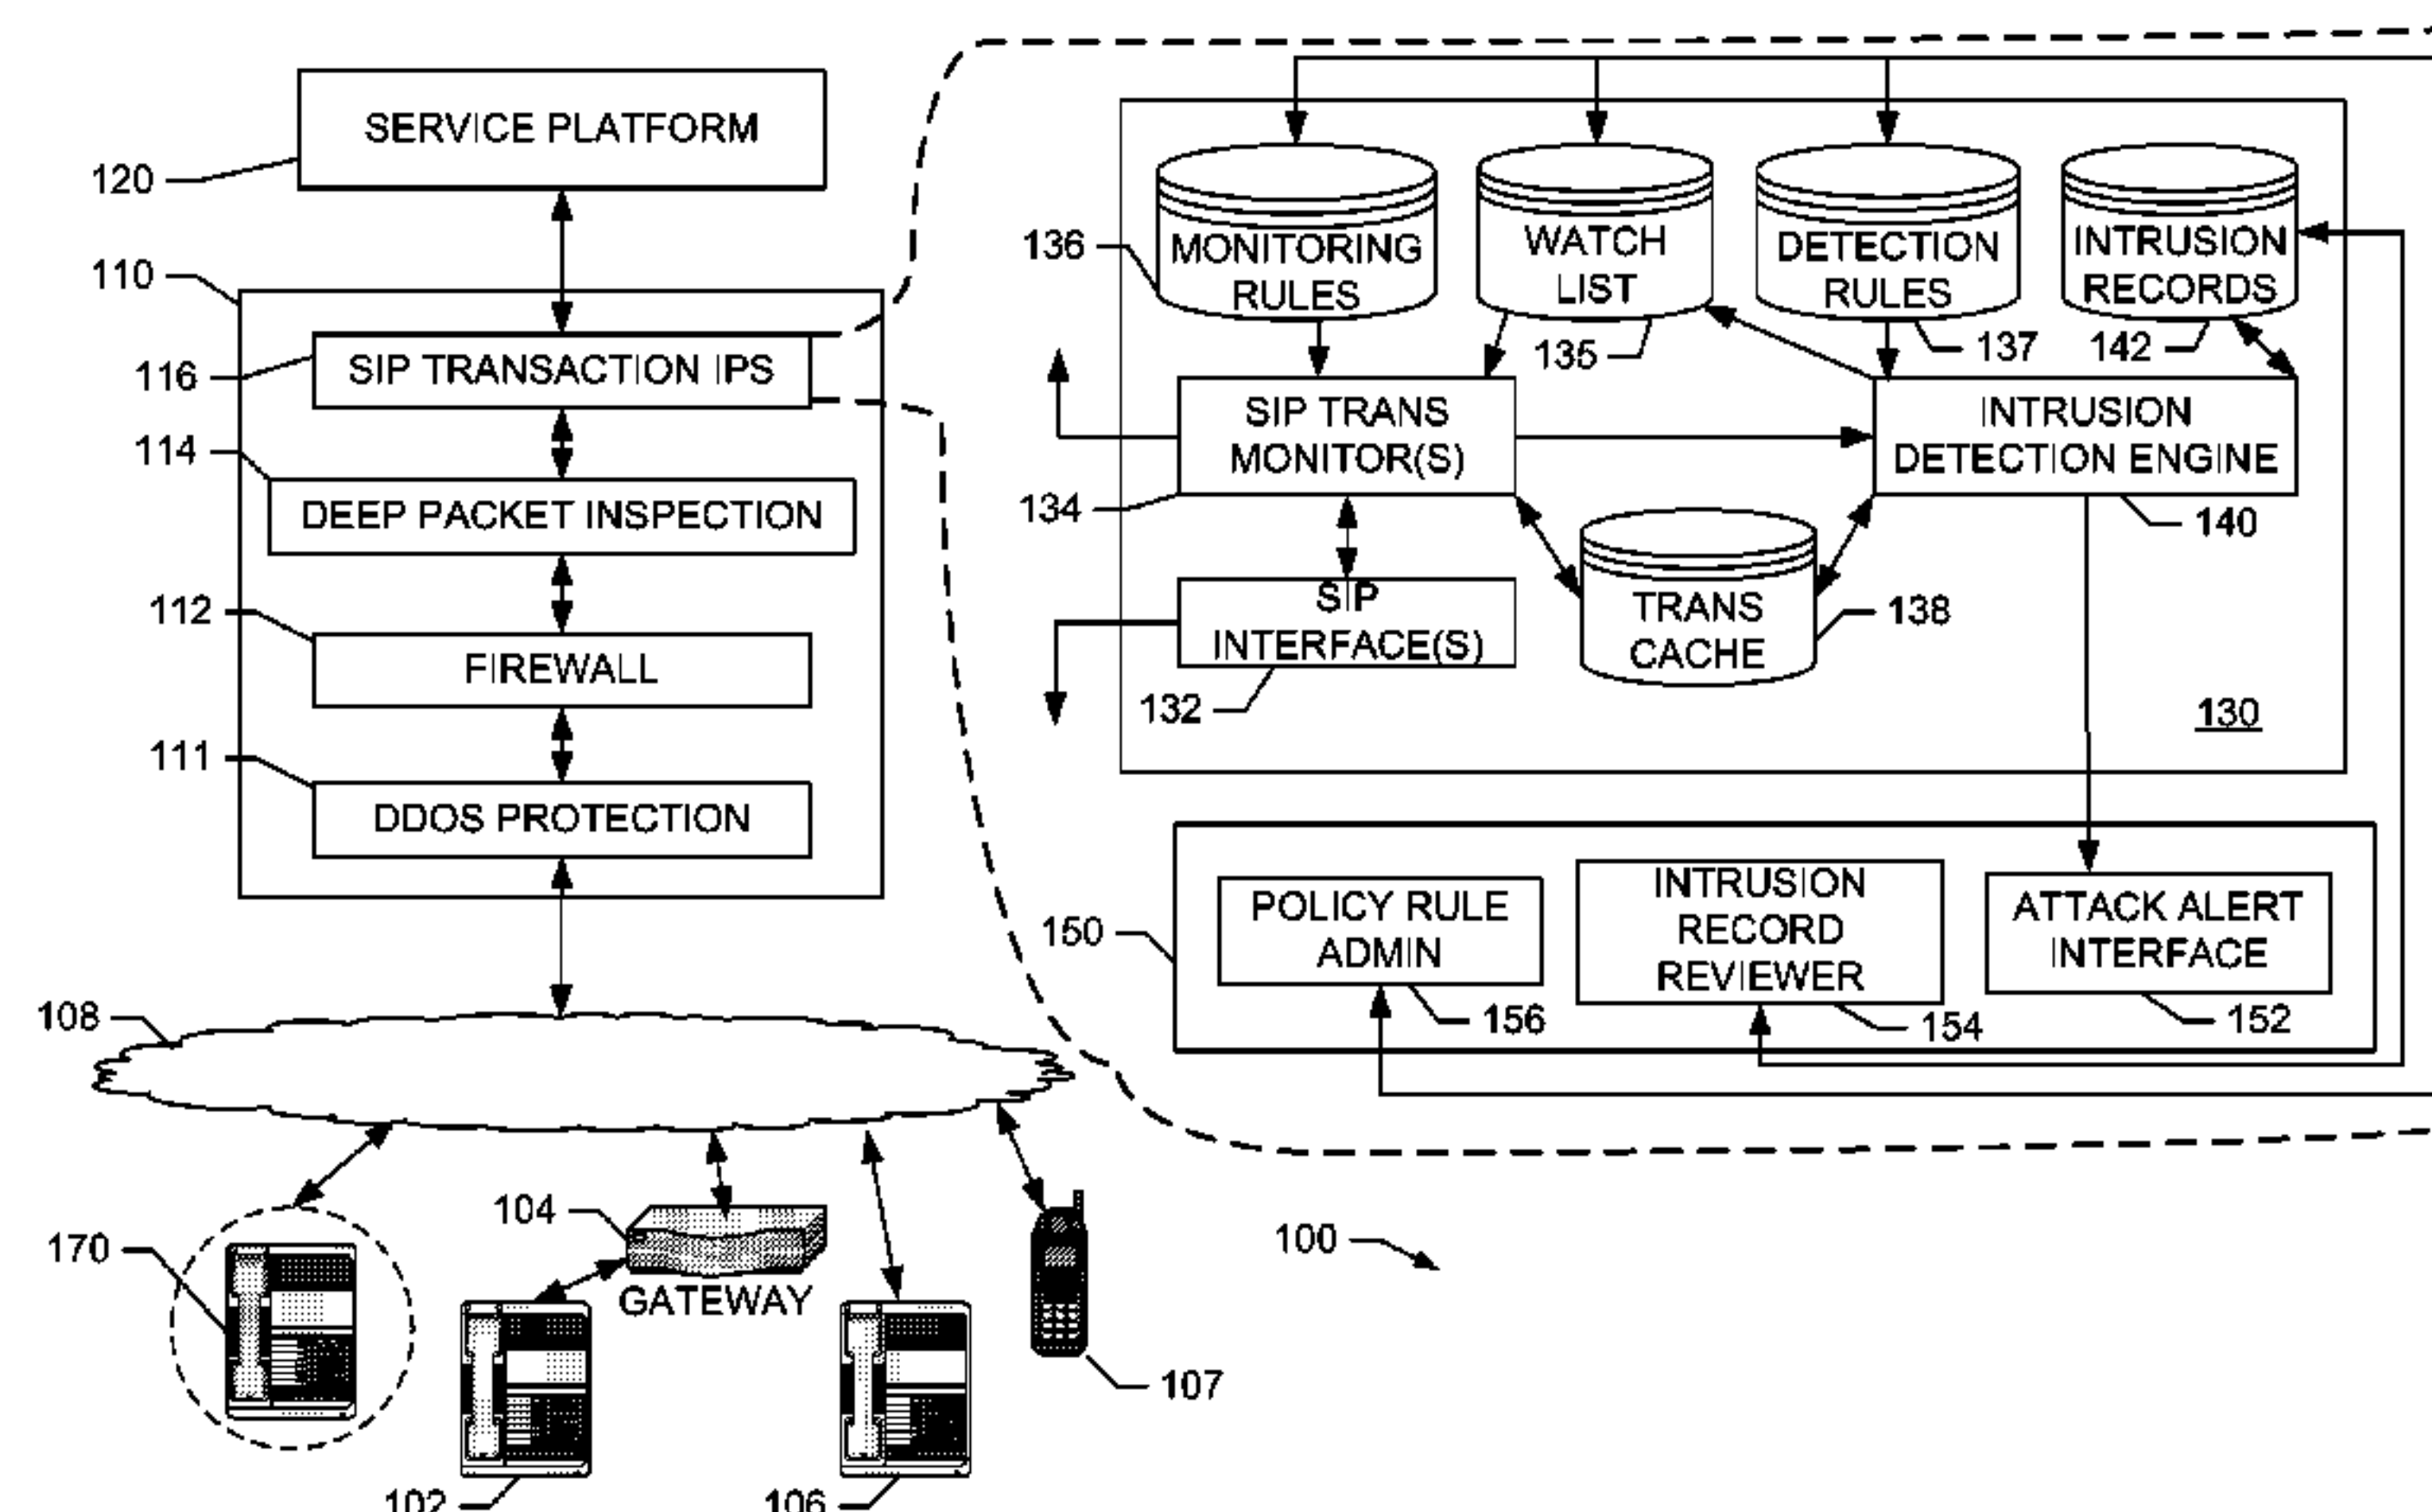 SERVICE PLATFORM
120
110
SIP TRANSACTION IPS
116
114
DEEP PACKET INSPECTION
112
FIREWALL
111
DDOS PROTECTION
108
170
104
GATEWAY
102
106
107
100
136
MONITORING
RULES
WATCH
LIST
135
DETECTION
RULES
137
INTRUSION
RECORDS
142
SIP TRANS
MONITOR(S)
134
INTRUSION
DETECTION ENGINE
140
SIP
INTERFACE(S)
132
TRANS
CACHE
138
130
150
POLICY RULE
ADMIN
156
INTRUSION
RECORD
REVIEWER
154
ATTACK ALERT
INTERFACE
152